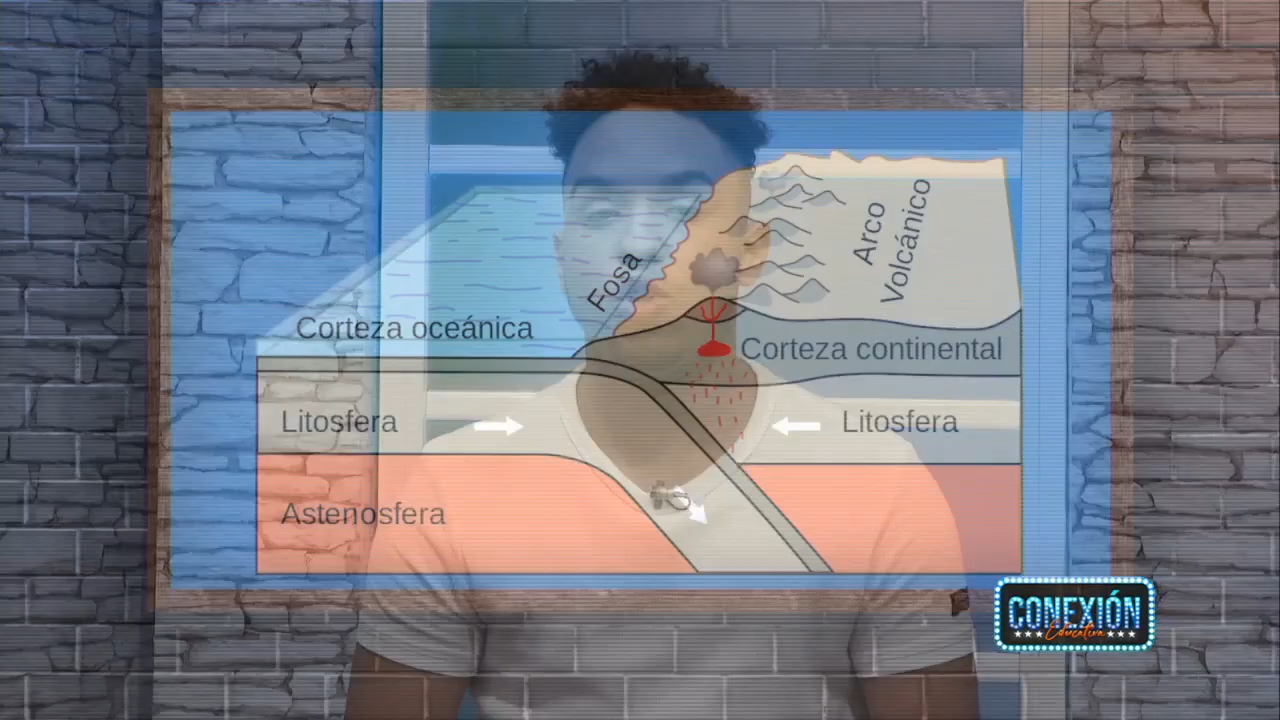 Arco
Volcánico
Fosa
Corteza oceánica
Corteza continental
Litosfera
Litosfera
Astenosfera
CONEXIÓN
Educativa